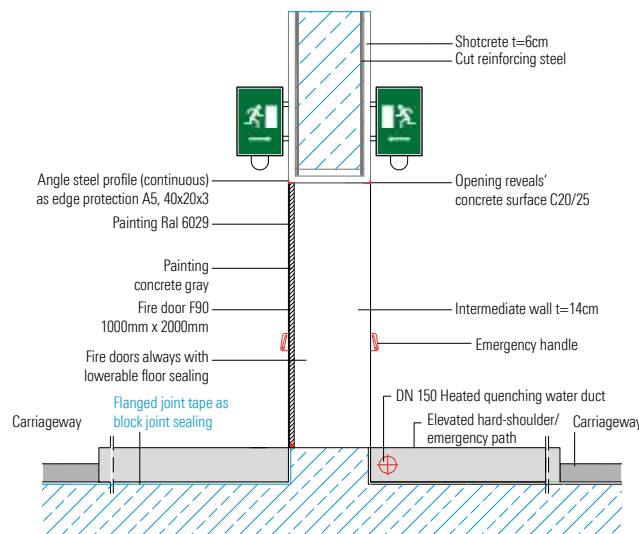 Shotcrete t=6cm
Cut reinforcing steel
Angle steel profile (continuous)
as edge protection A5, 40x20x3
Opening reveals’
concrete surface C20/25
Painting Ral 6029
Painting
concrete gray
Fire door F90
1000mm x 2000mm
Intermediate wall t=14cm
Emergency handle
Fire doors always with
lowerable floor sealing
DN 150 Heated quenching water duct
Flanged joint tape as
block joint sealing
Carriageway
Elevated hard-shoulder/
emergency path
Carriageway